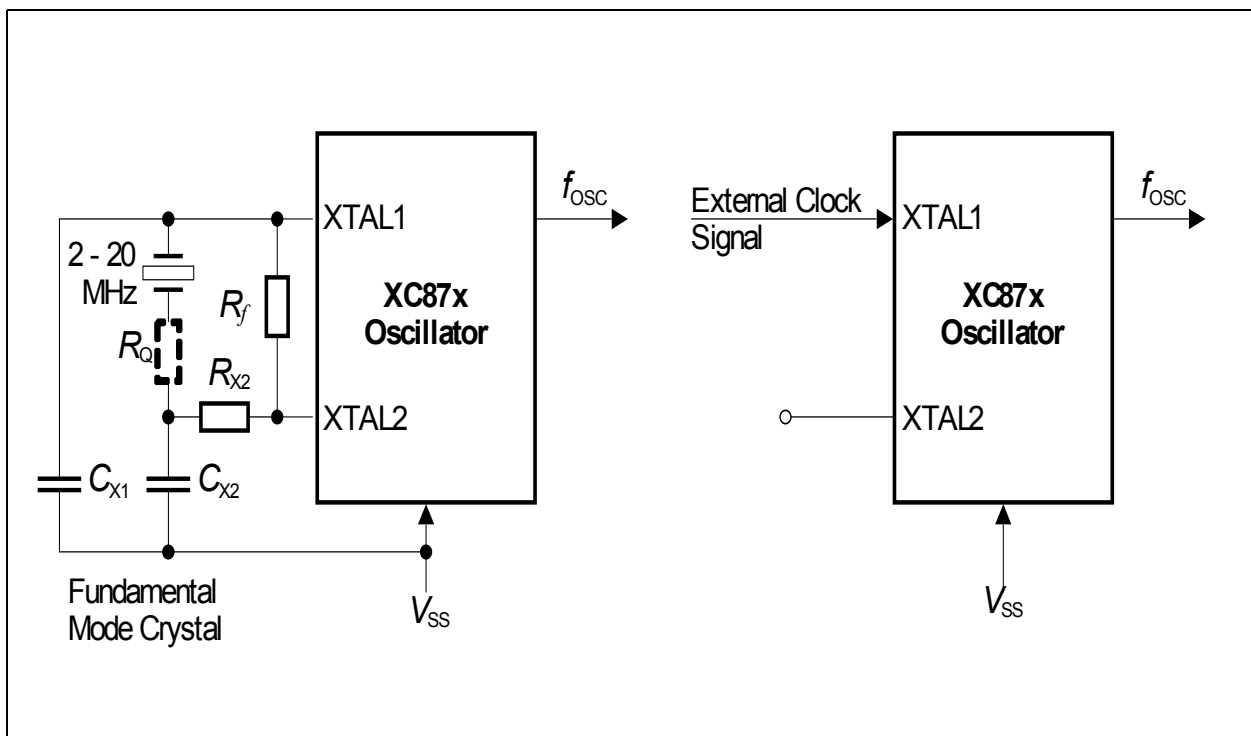 2 - 20
MHz
RQ
Rf
RX2
CX1
CX2
XTAL1
XC87x
Oscillator
XTAL2
fOSC
VSS
Fundamental
Mode Crystal
External Clock
Signal
XTAL1
XC87x
Oscillator
XTAL2
fOSC
VSS